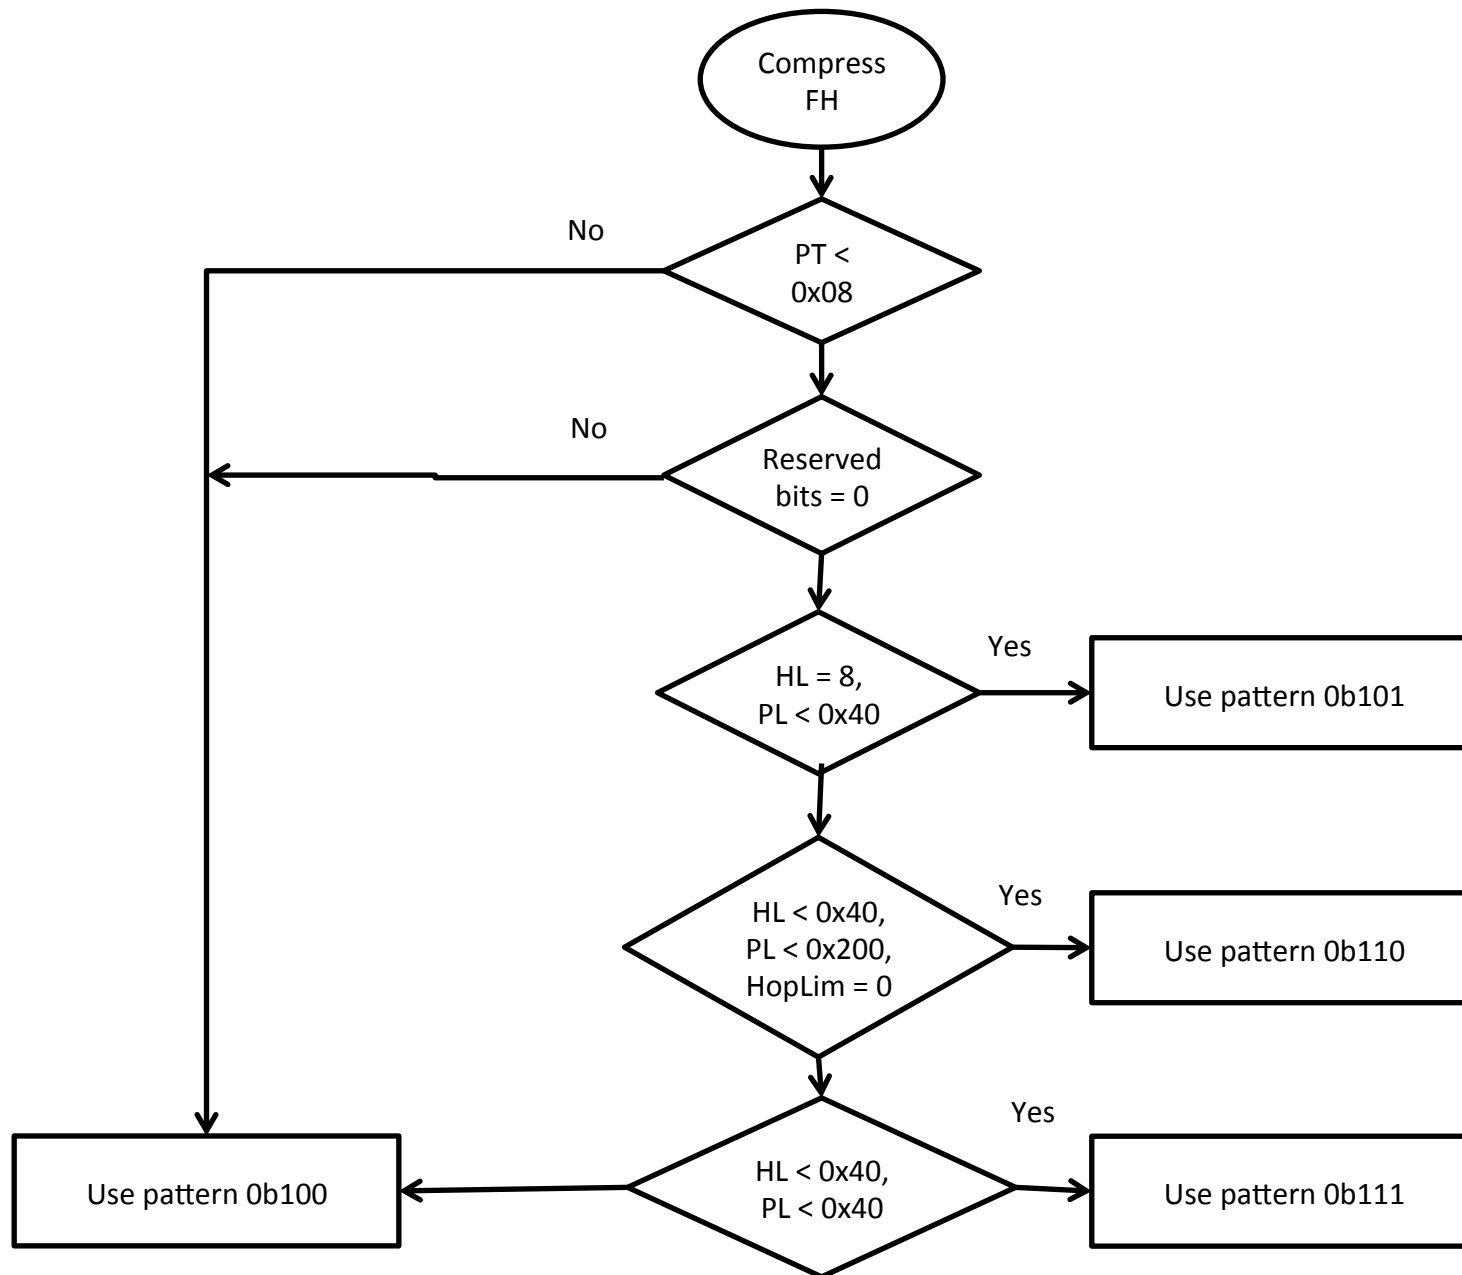 Compress
FH
No
PT <
0x08
No
Reserved
bits = 0
Yes
HL = 8,
PL < 0x40
Use pattern 0b101
Yes
HL < 0x40,
PL < 0x200,
HopLim = 0
Use pattern 0b110
Yes
HL < 0x40,
PL < 0x40
Use pattern 0b100
Use pattern 0b111